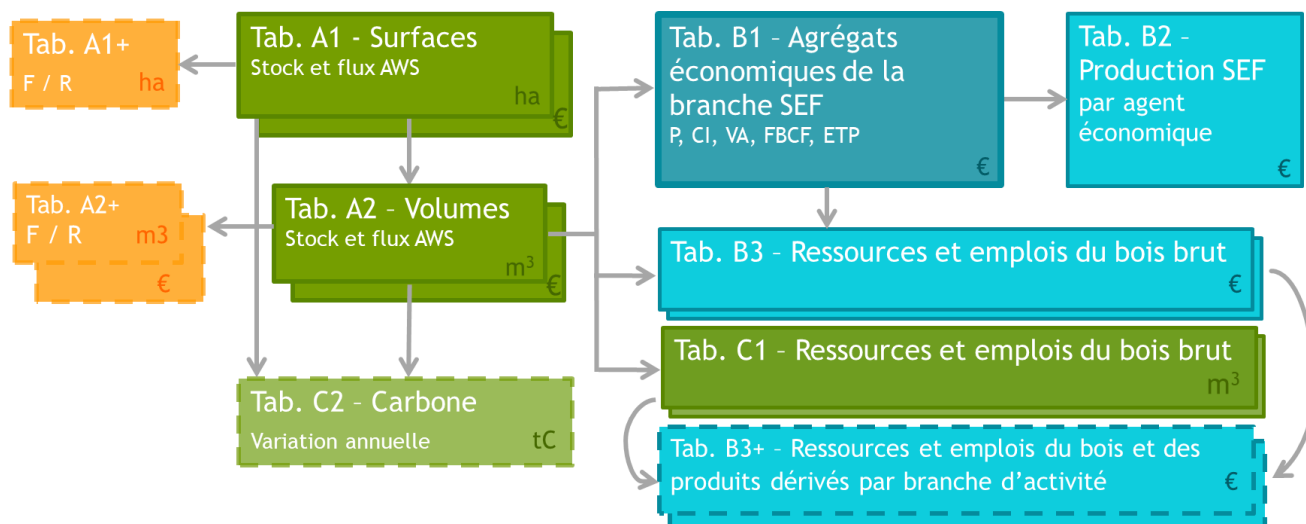 Tab. A1+
F / R
ha
Tab. A1 - Surfaces
Stock et flux AWS
ha
€
Tab. B1 – Agrégats
économiques de la
branche SEF
P, CI, VA, FBCF, ETP
€
Tab. B2 –
Production SEF
par agent
économique
€
Tab. A2+
F / R
m3
€
Tab. A2 – Volumes
Stock et flux AWS
m³
€
Tab. B3 – Ressources et emplois du bois brut
€
Tab. C1 – Ressources et emplois du bois brut
m³
Tab. C2 – Carbone
Variation annuelle
tC
Tab. B3+ – Ressources et emplois du bois et des
produits dérivés par branche d’activité
€